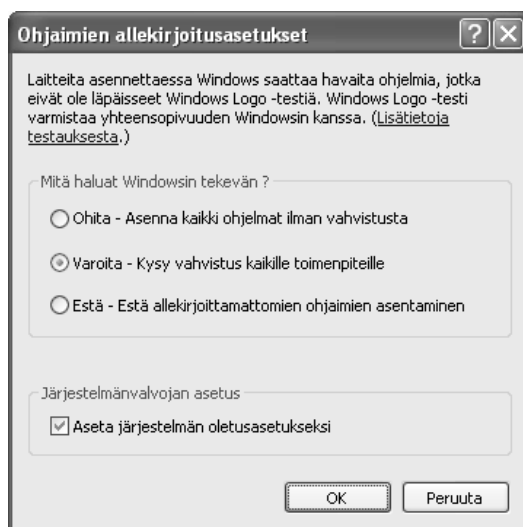 Ohjaimien allekirjoitusasetukset
Laitteita asennettaessa Windows saattaa havaita ohjelmia, jotka
eivät ole läpäisseet Windows Logo -testiä. Windows Logo -testi
varmistaa yhteensopivuuden Windowsin kanssa. (Lisätietoja
testauksesta.)
Mitä haluat Windowsin tekevän ?
Ohita - Asenna kaikki ohjelmat ilman vahvistusta
Varoita - Kysy vahvistus kaikille toimenpiteille
Estä - Estä allekirjoittamattomien ohjaimien asentaminen
Järjestelmänvalvojan asetus
Aseta järjestelmän oletusasetukseksi
OK
Peruuta